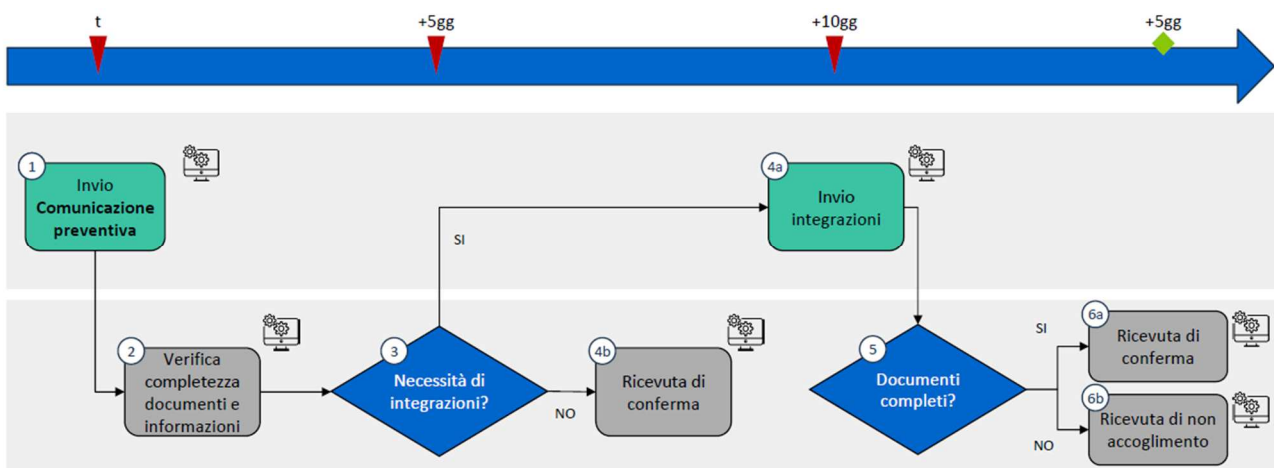 t
+5gg
+10gg
+5gg
1
Invio
Comunicazione
preventiva
4a
Invio
integrazioni
SI
2
Verifica
completezza
documenti e
informazioni
3
Necessità di
integrazioni?
NO
4b
Ricevuta di
conferma
5
Documenti
completi?
SI
6a
Ricevuta di
conferma
NO
6b
Ricevuta di non
accoglimento